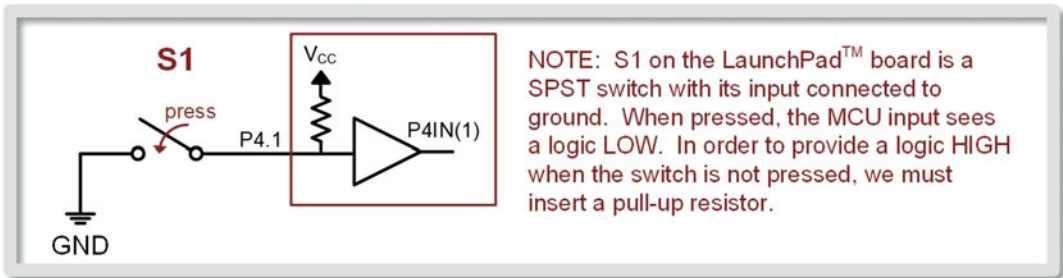 S1
V_CC
press
P4.1
P4IN(1)
GND
NOTE: S1 on the LaunchPad™ board is a
SPST switch with its input connected to
ground. When pressed, the MCU input sees
a logic LOW. In order to provide a logic HIGH
when the switch is not pressed, we must
insert a pull-up resistor.